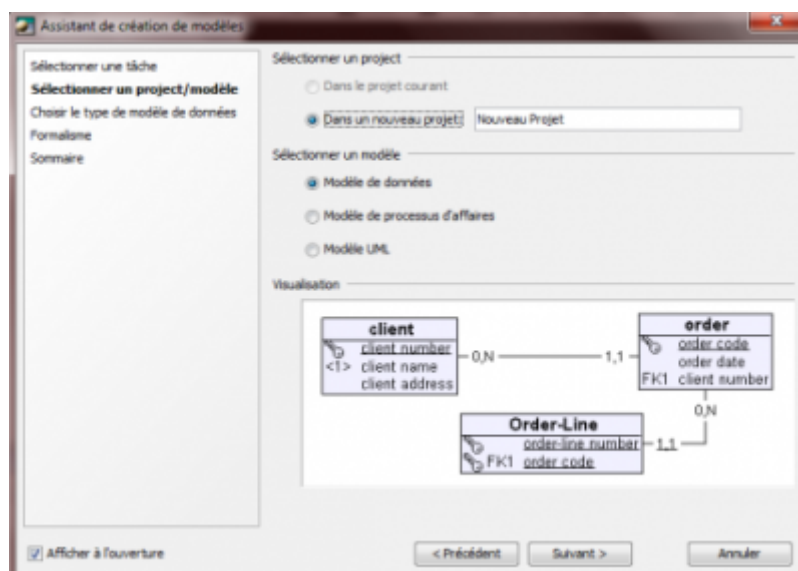 Assistant de création de modèles
Sélectionner une tâche
Sélectionner un project/modèle
Choisir le type de modèle de données
Formalisme
Sommaire
Sélectionner un project
Dans le projet courant
Dans un nouveau projet: Nouveau Projet
Sélectionner un modèle
Modèle de données
Modèle de processus d'affaires
Modèle UML
Visualisation
client
client number
<1> client name
client address
0,N
1,1
order
order code
order date
FK1 client number
0,N
Order-Line
order-line number
FK1 order code
1,1
Afficher à l'ouverture
< Précédent
Suivant >
Annuler